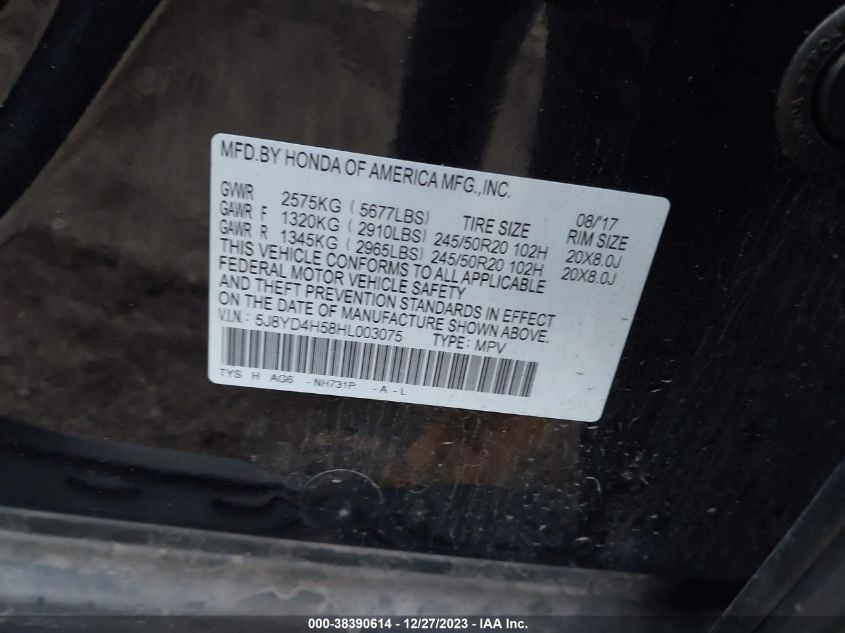 MFD.BY HONDA OF AMERICA MFG.,INC.
08/'17
GVWR 2575KG ( 5677LBS) TIRE SIZE RIM SIZE
GAWR F 1320KG ( 2910LBS) 245/50R20 102H 20X8.0J
GAWR R 1345KG ( 2965LBS) 245/50R20 102H 20X8.0J
THIS VEHICLE CONFORMS TO ALL APPLICABLE
FEDERAL MOTOR VEHICLE SAFETY
AND THEFT PREVENTION STANDARDS IN EFFECT
ON THE DATE OF MANUFACTURE SHOWN ABOVE.
V.I.N.: 5J8YD4H58HL003075 TYPE: MPV
TYS H AG6 - NH731P - A - L
000-38390614 - 12/27/2023 - IAA Inc.